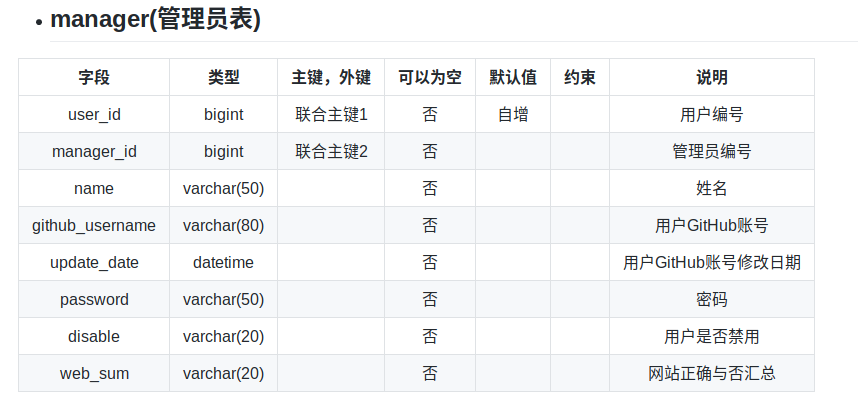 manager(管理员表)
字段 类型 主键，外键 可以为空 默认值 约束 说明
user_id bigint 联合主键1 否 自增 用户编号
manager_id bigint 联合主键2 否 管理员编号
name varchar(50) 否 姓名
github_username varchar(80) 否 用户GitHub账号
update_date datetime 否 用户GitHub账号修改日期
password varchar(50) 否 密码
disable varchar(20) 否 用户是否禁用
web_sum varchar(20) 否 网站正确与否汇总